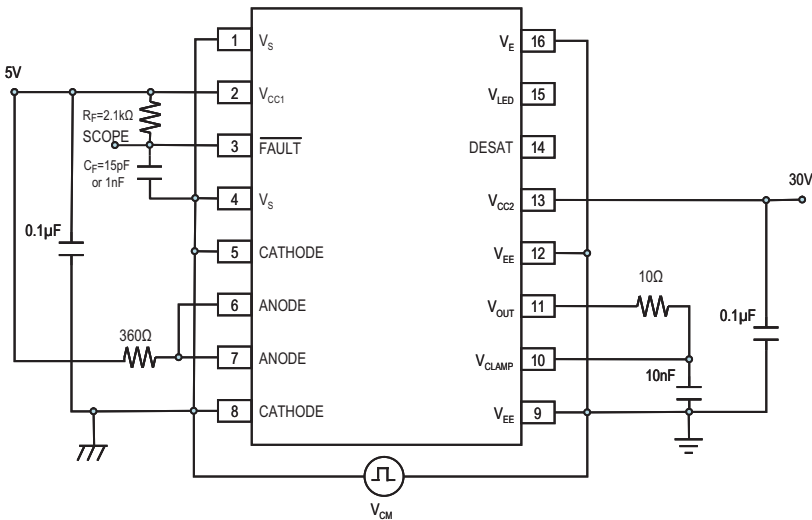 1 V_S
V_E 16
5V
2 V_CC1
V_LED 15
R_F=2.1kΩ
SCOPE
3 FAULT
DESAT 14
C_F=15pF
or 1nF
4 V_S
V_CC2 13
30V
0.1µF
5 CATHODE
V_EE 12
6 ANODE
V_OUT 11
10Ω
0.1µF
360Ω
7 ANODE
V_CLAMP 10
10nF
8 CATHODE
V_EE 9
V_CM